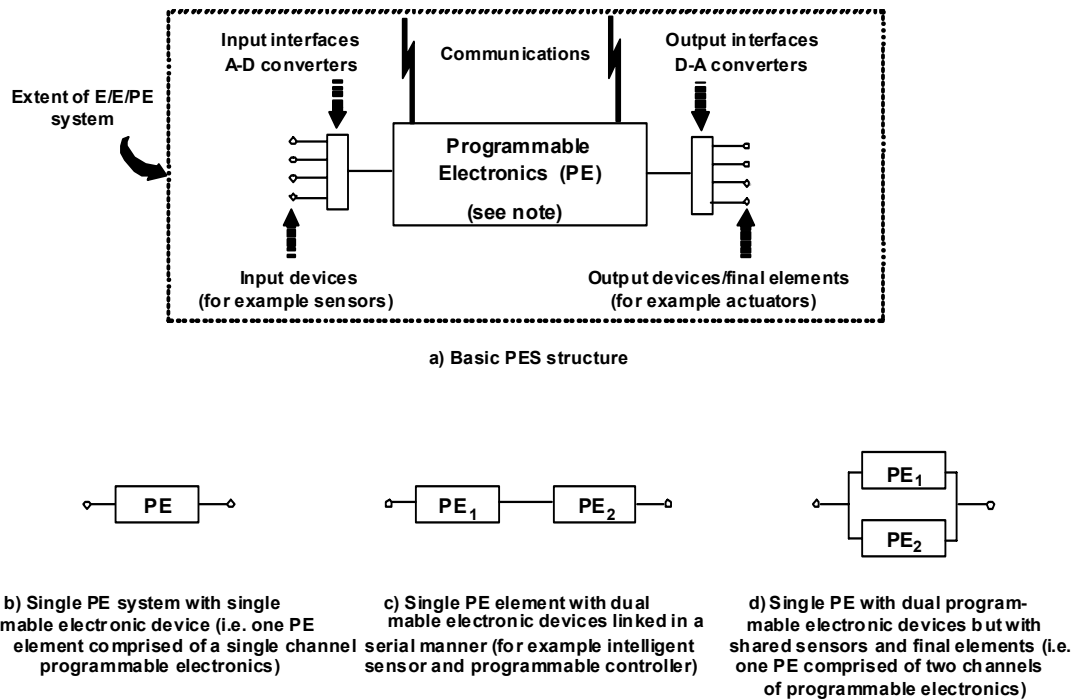 Input interfaces
A-D converters
Communications
Output interfaces
D-A converters
Extent of E/E/PE
system
Programmable
Electronics (PE)
(see note)
Input devices
(for example sensors)
Output devices/final elements
(for example actuators)
a) Basic PES structure
PE
PE1
PE2
PE1
PE2
b) Single PE system with single
mable electronic device (i.e. one PE
element comprised of a single channel
programmable electronics)
c) Single PE element with dual
mable electronic devices linked in a
serial manner (for example intelligent
sensor and programmable controller)
d) Single PE with dual program-
mable electronic devices but with
shared sensors and final elements (i.e.
one PE comprised of two channels
of programmable electronics)